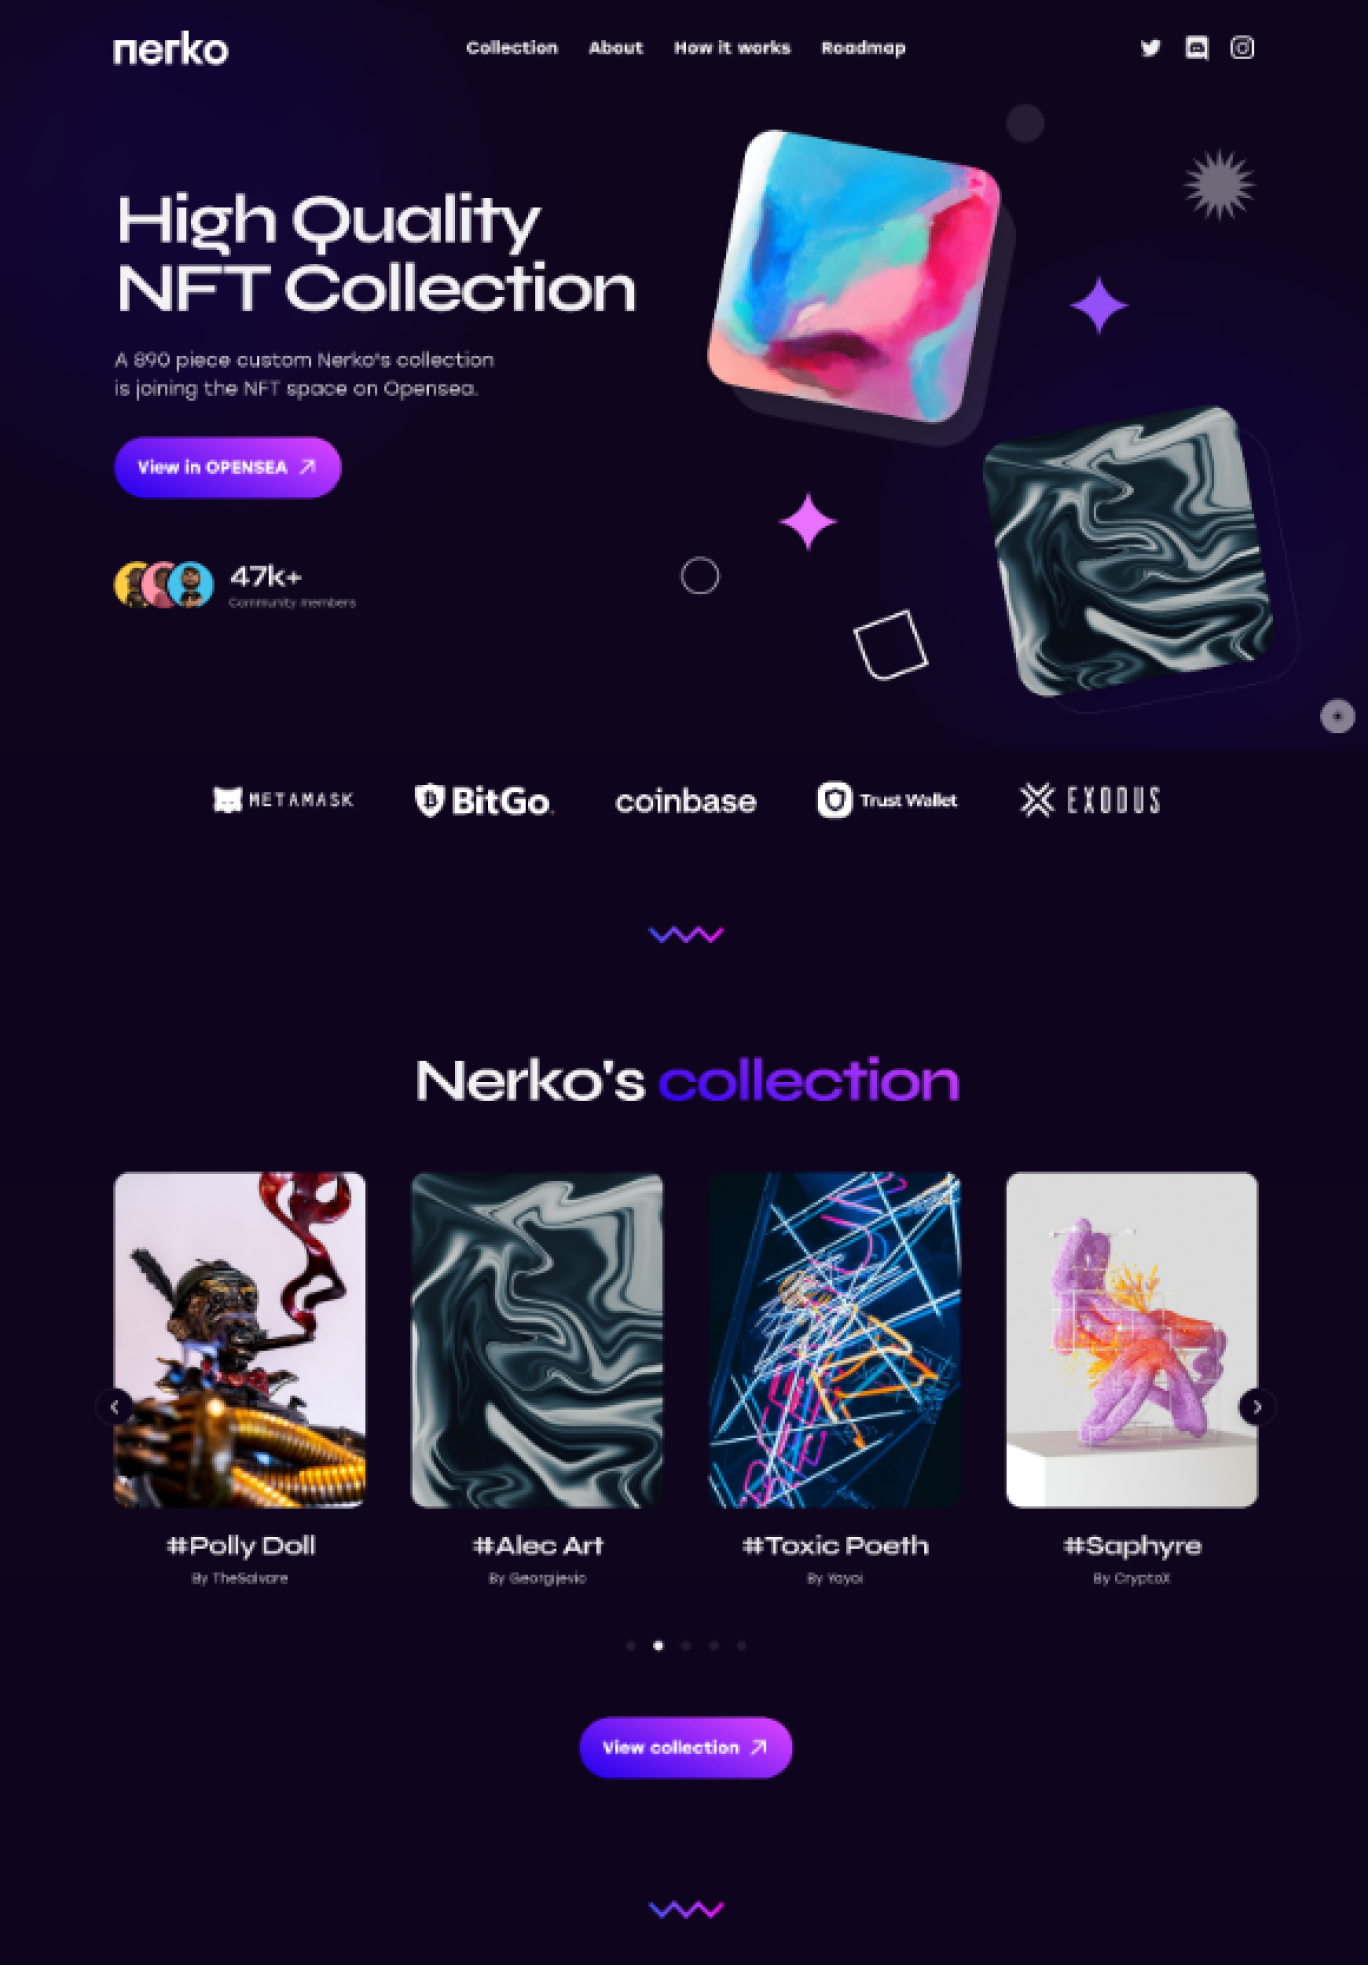 nerko
Collection About How it works Roadmap
High Quality
NFT Collection
A 890 piece custom Nerko's collection
is joining the NFT space on Opensea.
View in OPENSEA
47k+
Community members
METAMASK BitGo coinbase Trust Wallet EXODUS
Nerko's collection
#Polly Doll #Alec Art #Toxic Poeth #Saphyre
By TheSalvare By Georgijevic By Yayoi By CryptoX
View collection